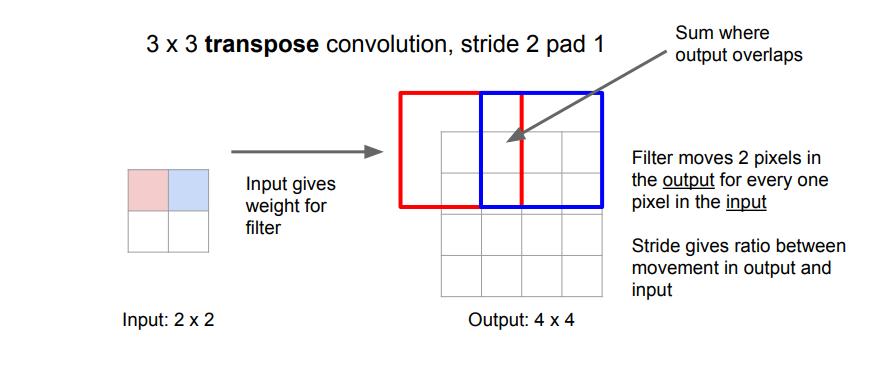 3 x 3 transpose convolution, stride 2 pad 1
Sum where
output overlaps
Input gives
weight for
filter
Filter moves 2 pixels in
the output for every one
pixel in the input
Stride gives ratio between
movement in output and
input
Input: 2 x 2
Output: 4 x 4